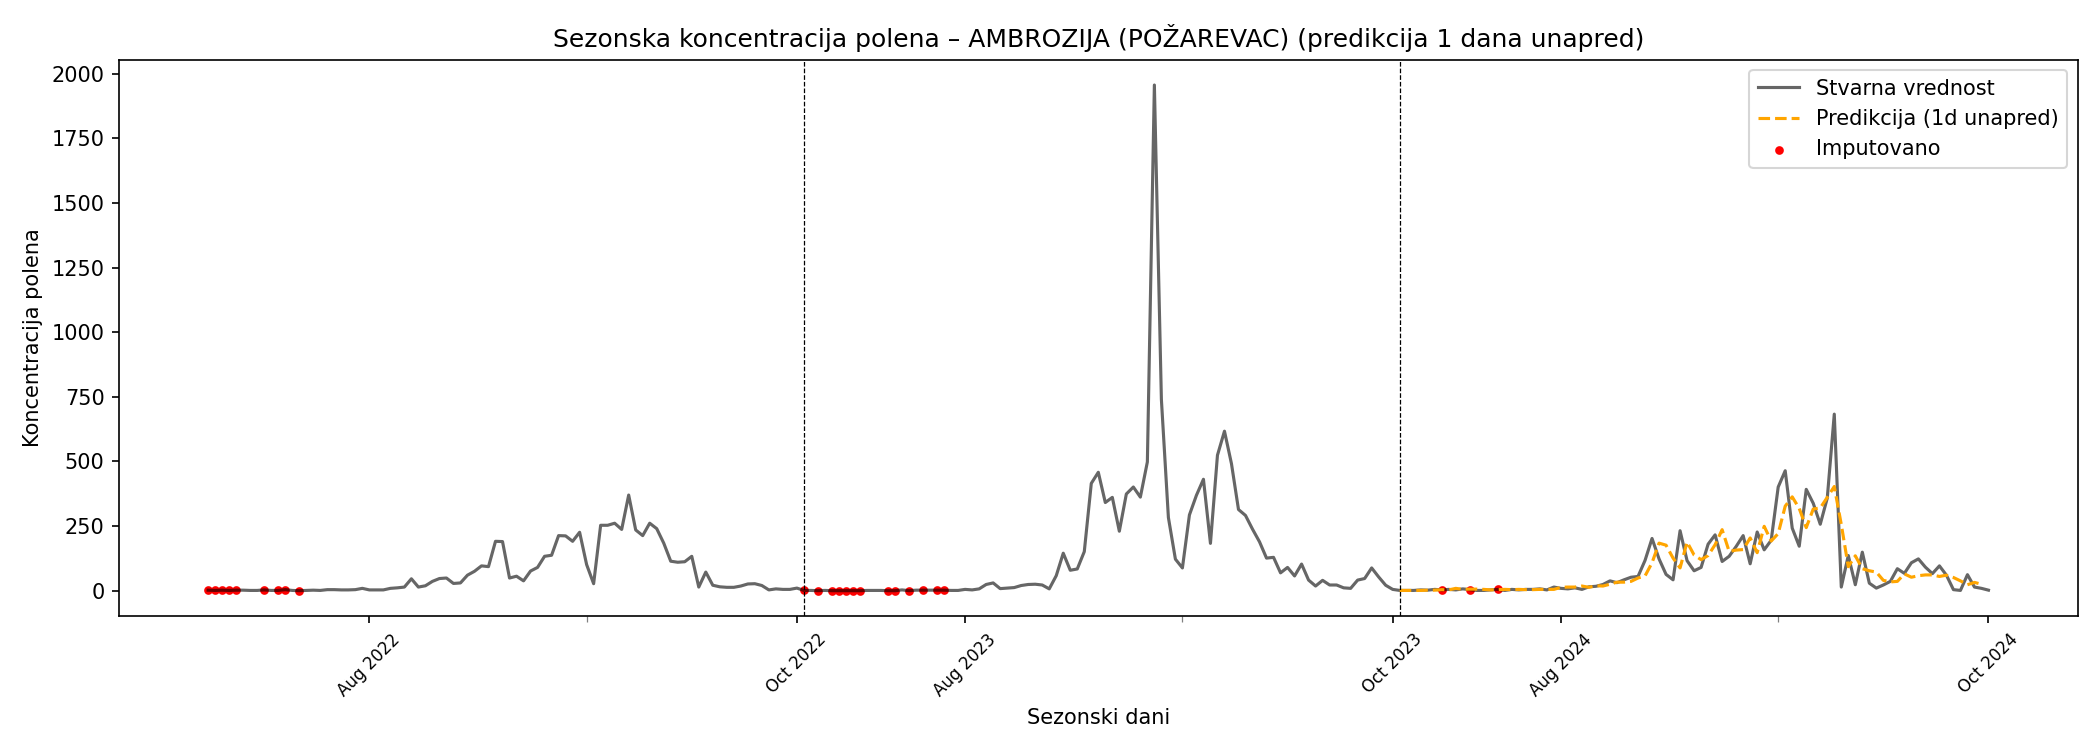 Sezonska koncentracija polena – AMBROZIJA (POŽAREVAC) (predikcija 1 dana unapred)
Stvarna vrednost
Predikcija (1d unapred)
Imputovano
Koncentracija polena
2000
1750
1500
1250
1000
750
500
250
0
Aug 2022
Oct 2022
Aug 2023
Oct 2023
Aug 2024
Oct 2024
Sezonski dani